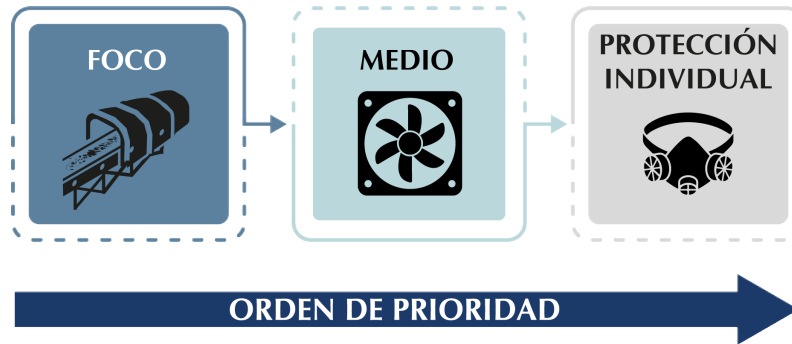 FOCO
MEDIO
PROTECCIÓN
INDIVIDUAL
ORDEN DE PRIORIDAD